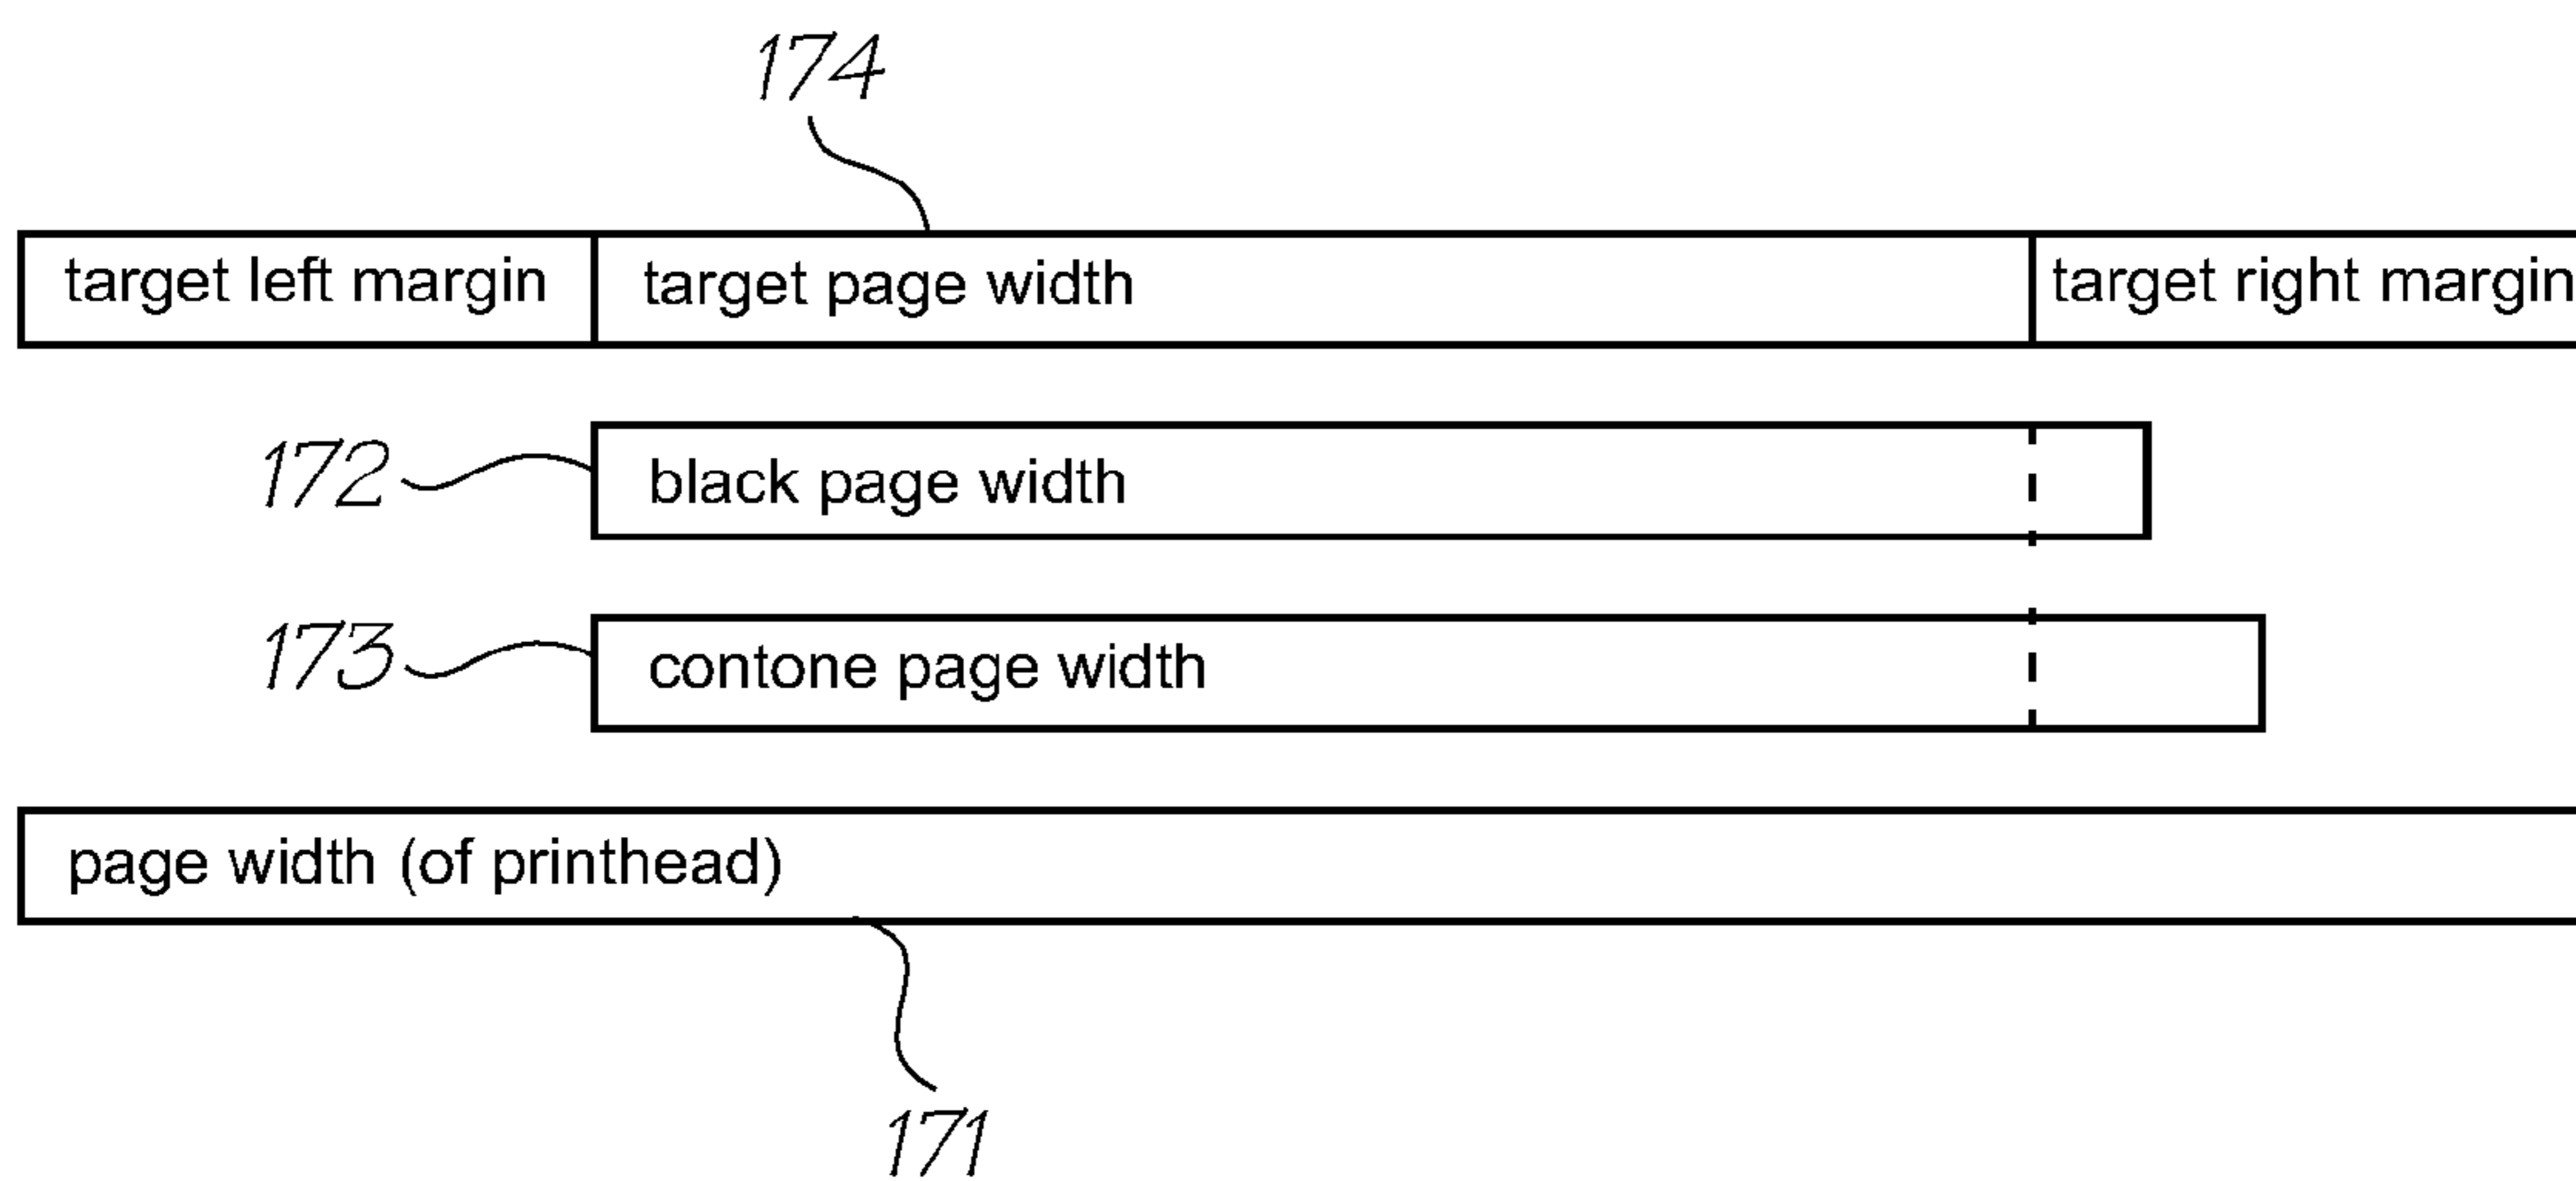 174
target left margin target page width target right margin
172 black page width
173 contone page width
page width (of printhead)
171